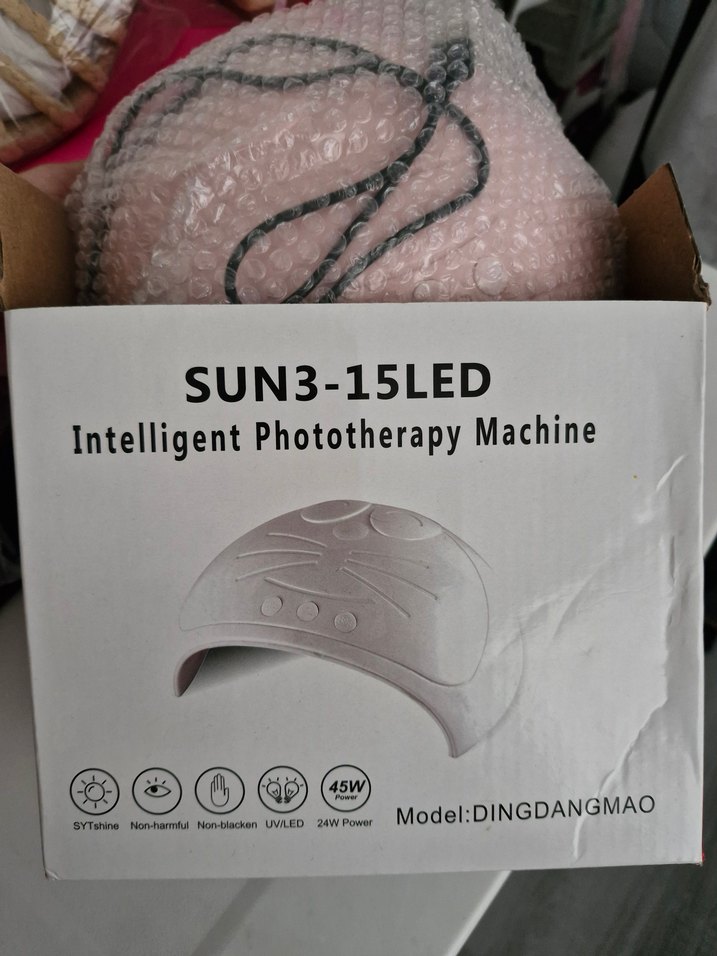 SUN3-15LED
Intelligent Phototherapy Machine
45W
Power
SYTshine Non-harmful Non-blacken UV/LED 24W Power
Model:DINGDANGMAO